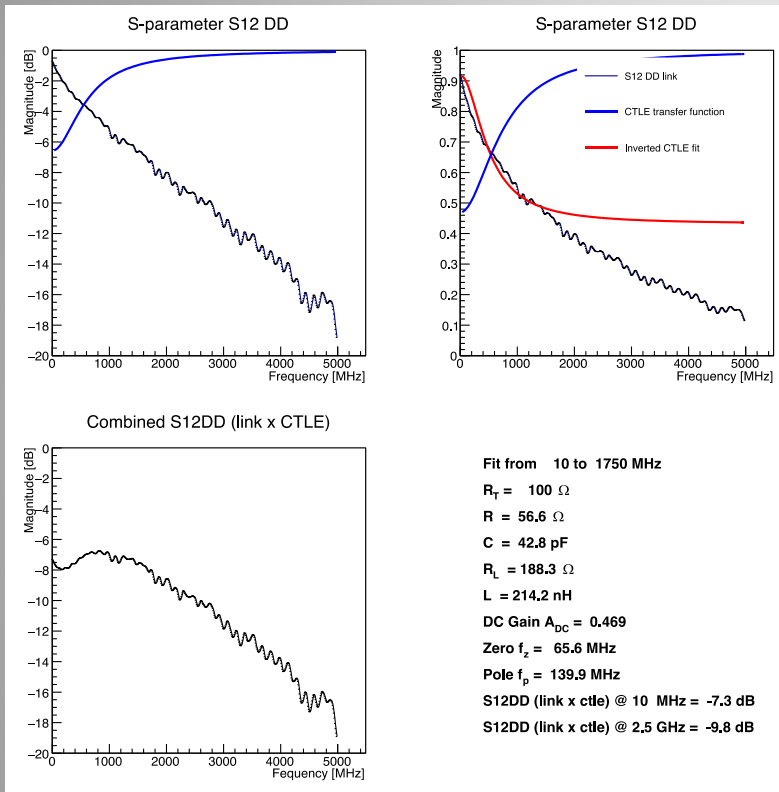 S-parameter S12 DD
Magnitude [dB]
0
−2
−4
−6
−8
−10
−12
−14
−16
−18
−20
0 1000 2000 3000 4000 5000
Frequency [MHz]
S-parameter S12 DD
Magnitude
1
0.9
0.8
0.7
0.6
0.5
0.4
0.3
0.2
0.1
0
S12 DD link
CTLE transfer function
Inverted CTLE fit
0 1000 2000 3000 4000 5000
Frequency [MHz]
Combined S12DD (link x CTLE)
Magnitude [dB]
0
−2
−4
−6
−8
−10
−12
−14
−16
−18
−20
0 1000 2000 3000 4000 5000
Fequency [MHz]
Fit from 10 to 1750 MHz
R_T = 100 Ω
R = 56.6 Ω
C = 42.8 pF
R_L = 188.3 Ω
L = 214.2 nH
DC Gain A_DC = 0.469
Zero f_z = 65.6 MHz
Pole f_p = 139.9 MHz
S12DD (link x ctle) @ 10 MHz = -7.3 dB
S12DD (link x ctle) @ 2.5 GHz = -9.8 dB